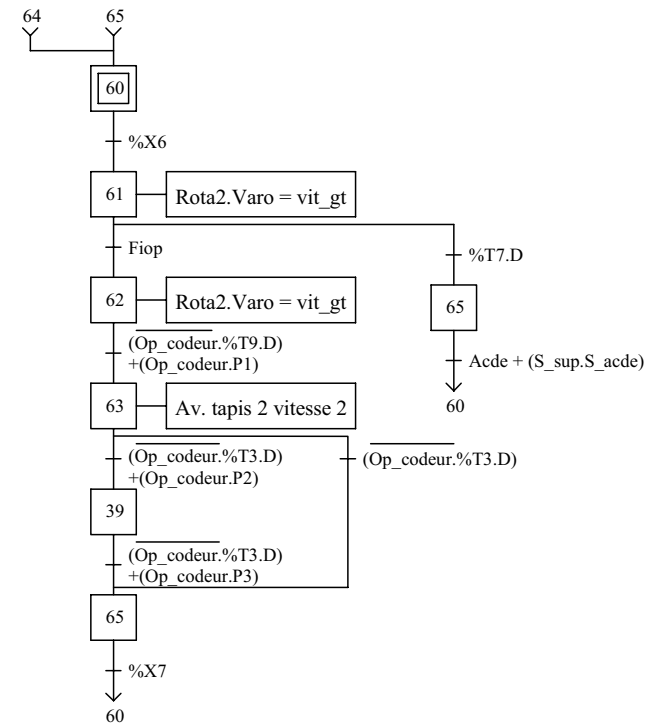 64 65
60
%X6
61 Rota2.Varo = vit_gt
Fiop %T7.D
62 Rota2.Varo = vit_gt 65
(Op_codeur.%T9.D)
+(Op_codeur.P1)
Acde + (S_sup.S_acde)
63 Av. tapis 2 vitesse 2 60
(Op_codeur.%T3.D) (Op_codeur.%T3.D)
+(Op_codeur.P2)
39
(Op_codeur.%T3.D)
+(Op_codeur.P3)
65
%X7
60